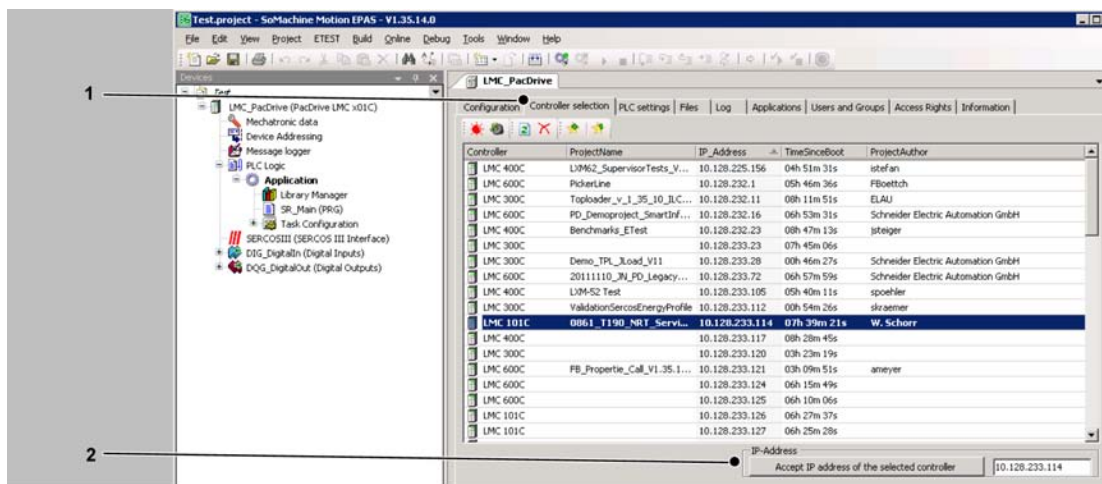 Test.project - SoMachine Motion EPAS - V1.35.14.0
File Edit View Project ETEST Build Online Debug Tools Window Help
Devices
Test
LMC_PacDrive (PacDrive LMC x01C)
Mechatronic data
Device Addressing
Message logger
PLC Logic
Application
Library Manager
SR_Main (PRG)
Task Configuration
SERCOSIII (SERCOS III Interface)
DIG_DigitalIn (Digital Inputs)
DQG_DigitalOut (Digital Outputs)
1
2
LMC_PacDrive
Configuration Controller selection PLC settings Files Log Applications Users and Groups Access Rights Information
Controller ProjectName IP_Address TimeSinceBoot ProjectAuthor
LMC 400C LXM62_SupervisorTests_V... 10.128.225.156 04h 51m 31s istefan
LMC 600C PickerLine 10.128.232.1 05h 46m 36s FBoettch
LMC 300C Toploader_v_1_35_10_ILC... 10.128.232.11 08h 11m 51s ELAU
LMC 600C PD_Demoproject_SmartInf... 10.128.232.16 06h 53m 31s Schneider Electric Automation GmbH
LMC 400C Benchmarks_ETest 10.128.232.23 08h 47m 13s jsteiger
LMC 300C 10.128.233.23 07h 45m 06s
LMC 300C Demo_TPL_JLoad_V11 10.128.233.28 00h 46m 27s Schneider Electric Automation GmbH
LMC 600C 20111110_JN_PD_Legacy... 10.128.233.72 06h 57m 59s Schneider Electric Automation GmbH
LMC 400C LXM-52 Test 10.128.233.105 05h 40m 11s spoehler
LMC 300C ValidationSercosEnergyProfile 10.128.233.112 00h 54m 26s skraemer
LMC 101C 0861_T190_NRT_Servi... 10.128.233.114 07h 39m 21s W. Schorr
LMC 400C 10.128.233.117 08h 28m 45s
LMC 300C 10.128.233.120 03h 23m 19s
LMC 600C FB_Propertie_Call_V1.35.1... 10.128.233.121 03h 09m 51s ameyer
LMC 600C 10.128.233.124 06h 15m 49s
LMC 600C 10.128.233.125 06h 10m 06s
LMC 101C 10.128.233.126 06h 27m 37s
LMC 101C 10.128.233.127 06h 25m 28s
IP-Address
Accept IP address of the selected controller 10.128.233.114